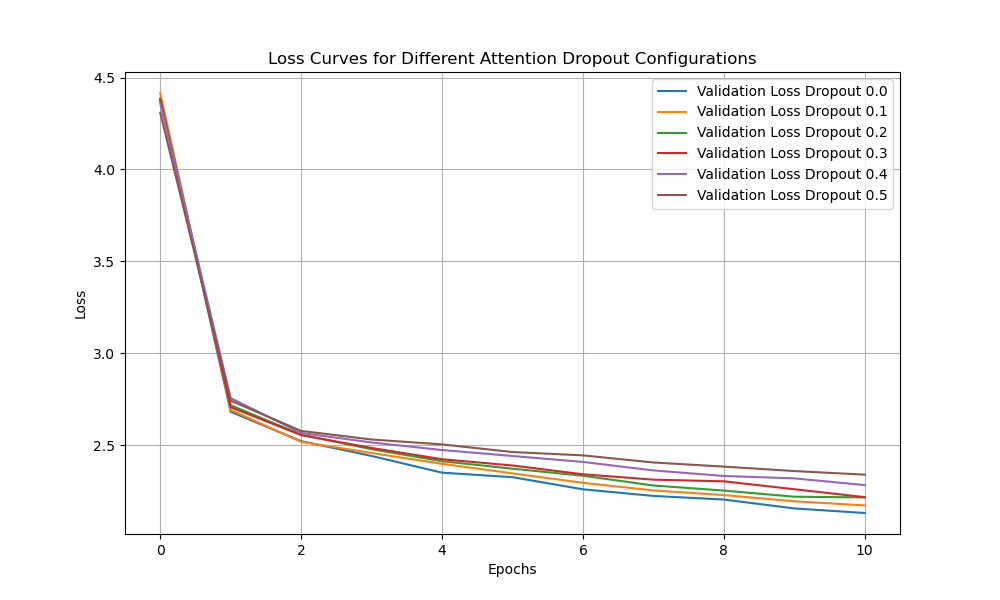 Loss Curves for Different Attention Dropout Configurations
4.5
4.0
3.5
3.0
2.5
Loss
Validation Loss Dropout 0.0
Validation Loss Dropout 0.1
Validation Loss Dropout 0.2
Validation Loss Dropout 0.3
Validation Loss Dropout 0.4
Validation Loss Dropout 0.5
0 2 4 6 8 10
Epochs